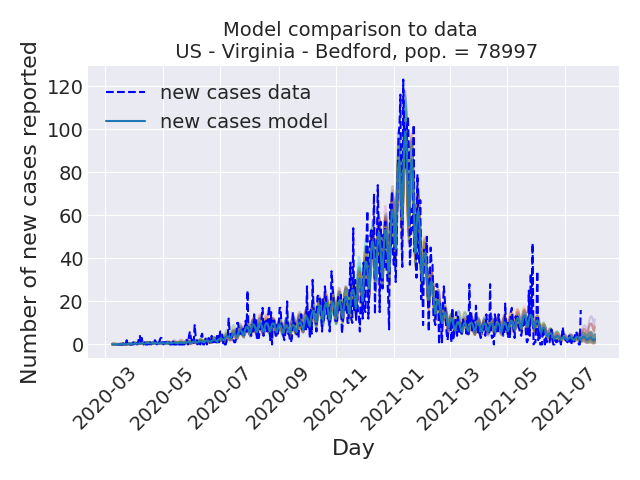 Model comparison to data
US - Virginia - Bedford, pop. = 78997
Number of new cases reported
120
100
80
60
40
20
0
new cases data
new cases model
2020-03
2020-05
2020-07
2020-09
2020-11
2021-01
2021-03
2021-05
2021-07
Day